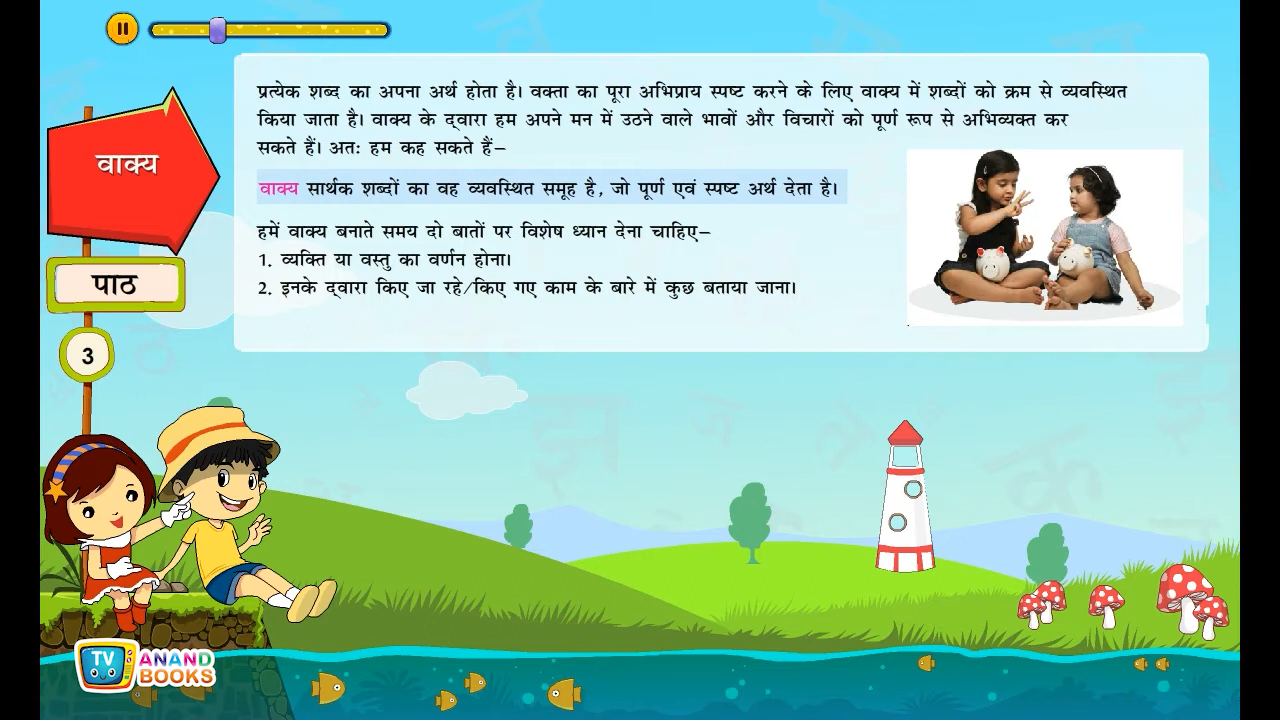 वाक्य
पाठ
3
प्रत्येक शब्द का अपना अर्थ होता है। वक्ता का पूरा अभिप्राय स्पष्ट करने के लिए वाक्य में शब्दों को क्रम से व्यवस्थित
किया जाता है। वाक्य के द्‌वारा हम अपने मन में उठने वाले भावों और विचारों को पूर्ण रूप से अभिव्यक्त कर
सकते हैं। अतः हम कह सकते हैं–
वाक्य सार्थक शब्दों का वह व्यवस्थित समूह है, जो पूर्ण एवं स्पष्ट अर्थ देता है।
हमें वाक्य बनाते समय दो बातों पर विशेष ध्यान देना चाहिए–
1. व्यक्ति या वस्तु का वर्णन होना।
2. इनके द्‌वारा किए जा रहे/किए गए काम के बारे में कुछ बताया जाना।
TV ANAND
BOOKS